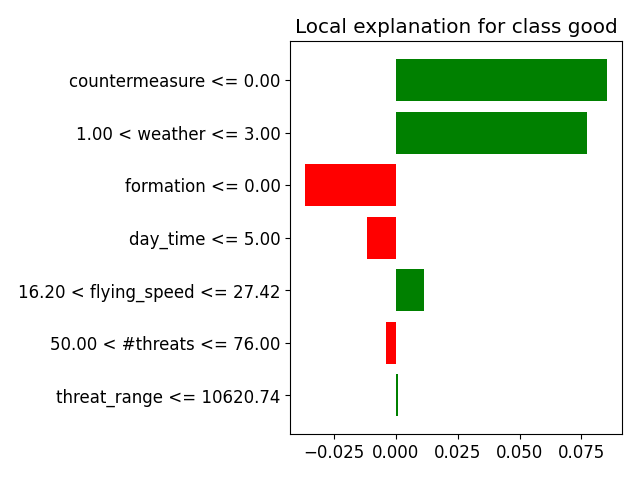 Local explanation for class good
countermeasure <= 0.00
1.00 < weather <= 3.00
formation <= 0.00
day_time <= 5.00
16.20 < flying_speed <= 27.42
50.00 < #threats <= 76.00
threat_range <= 10620.74
−0.025 0.000 0.025 0.050 0.075